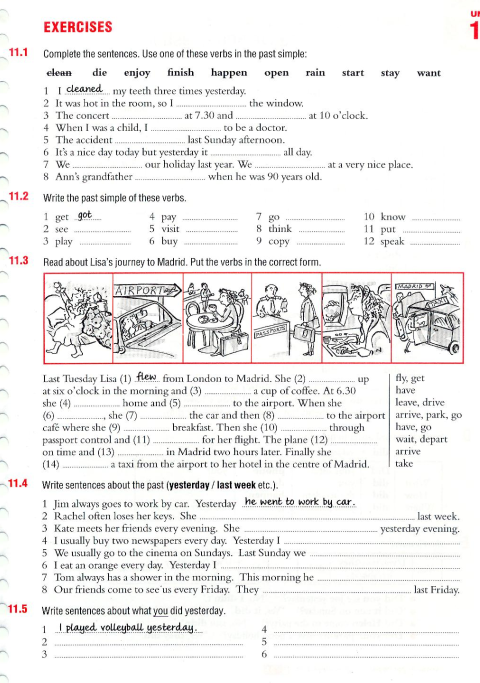 UI
1
EXERCISES
11.1 Complete the sentences. Use one of these verbs in the past simple:
clean die enjoy finish happen open rain start stay want
1 I cleaned my teeth three times yesterday.
2 It was hot in the room, so I ........................ the window.
3 The concert ........................ at 7.30 and ........................ at 10 o'clock.
4 When I was a child, I ........................ to be a doctor.
5 The accident ........................ last Sunday afternoon.
6 It's a nice day today but yesterday it ........................ all day.
7 We ........................ our holiday last year. We ........................ at a very nice place.
8 Ann's grandfather ........................ when he was 90 years old.
11.2 Write the past simple of these verbs.
1 get got 4 pay .................. 7 go .................. 10 know ..................
2 see .................. 5 visit .................. 8 think .................. 11 put ..................
3 play .................. 6 buy .................. 9 copy .................. 12 speak ..................
11.3 Read about Lisa's journey to Madrid. Put the verbs in the correct form.
AIRPORT
PASSPORTS
MADRID
Last Tuesday Lisa (1) flew from London to Madrid. She (2) .................. up fly, get
at six o'clock in the morning and (3) .................. a cup of coffee. At 6.30 have
she (4) .................. home and (5) .................. to the airport. When she leave, drive
(6) .................., she (7) .................. the car and then (8) .................. to the airport arrive, park, go
café where she (9) .................. breakfast. Then she (10) .................. through have, go
passport control and (11) .................. for her flight. The plane (12) .................. wait, depart
on time and (13) .................. in Madrid two hours later. Finally she arrive
(14) .................. a taxi from the airport to her hotel in the centre of Madrid. take
11.4 Write sentences about the past (yesterday / last week etc.).
1 Jim always goes to work by car. Yesterday he went to work by car.
2 Rachel often loses her keys. She .................................... last week.
3 Kate meets her friends every evening. She .................................... yesterday evening.
4 I usually buy two newspapers every day. Yesterday I ....................................
5 We usually go to the cinema on Sundays. Last Sunday we ....................................
6 I eat an orange every day. Yesterday I ....................................
7 Tom always has a shower in the morning. This morning he ....................................
8 Our friends come to see us every Friday. They .................................... last Friday.
11.5 Write sentences about what you did yesterday.
1 I played volleyball yesterday. 4 ....................................
2 .................................... 5 ....................................
3 .................................... 6 ....................................